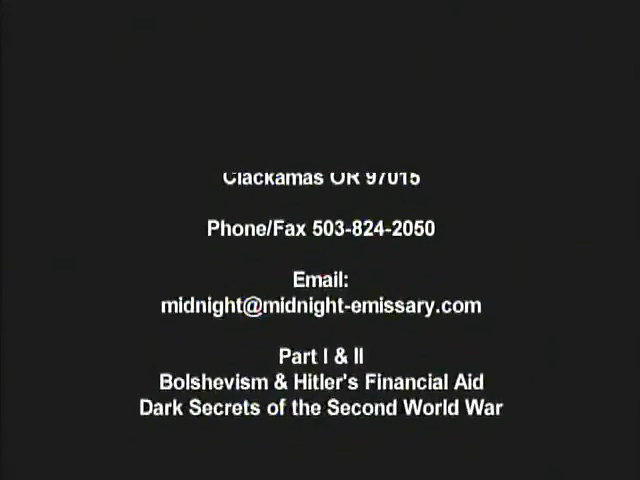 Clackamas OR 97015
Phone/Fax 503-824-2050
Email:
midnight@midnight-emissary.com
Part I & II
Bolshevism & Hitler's Financial Aid
Dark Secrets of the Second World War